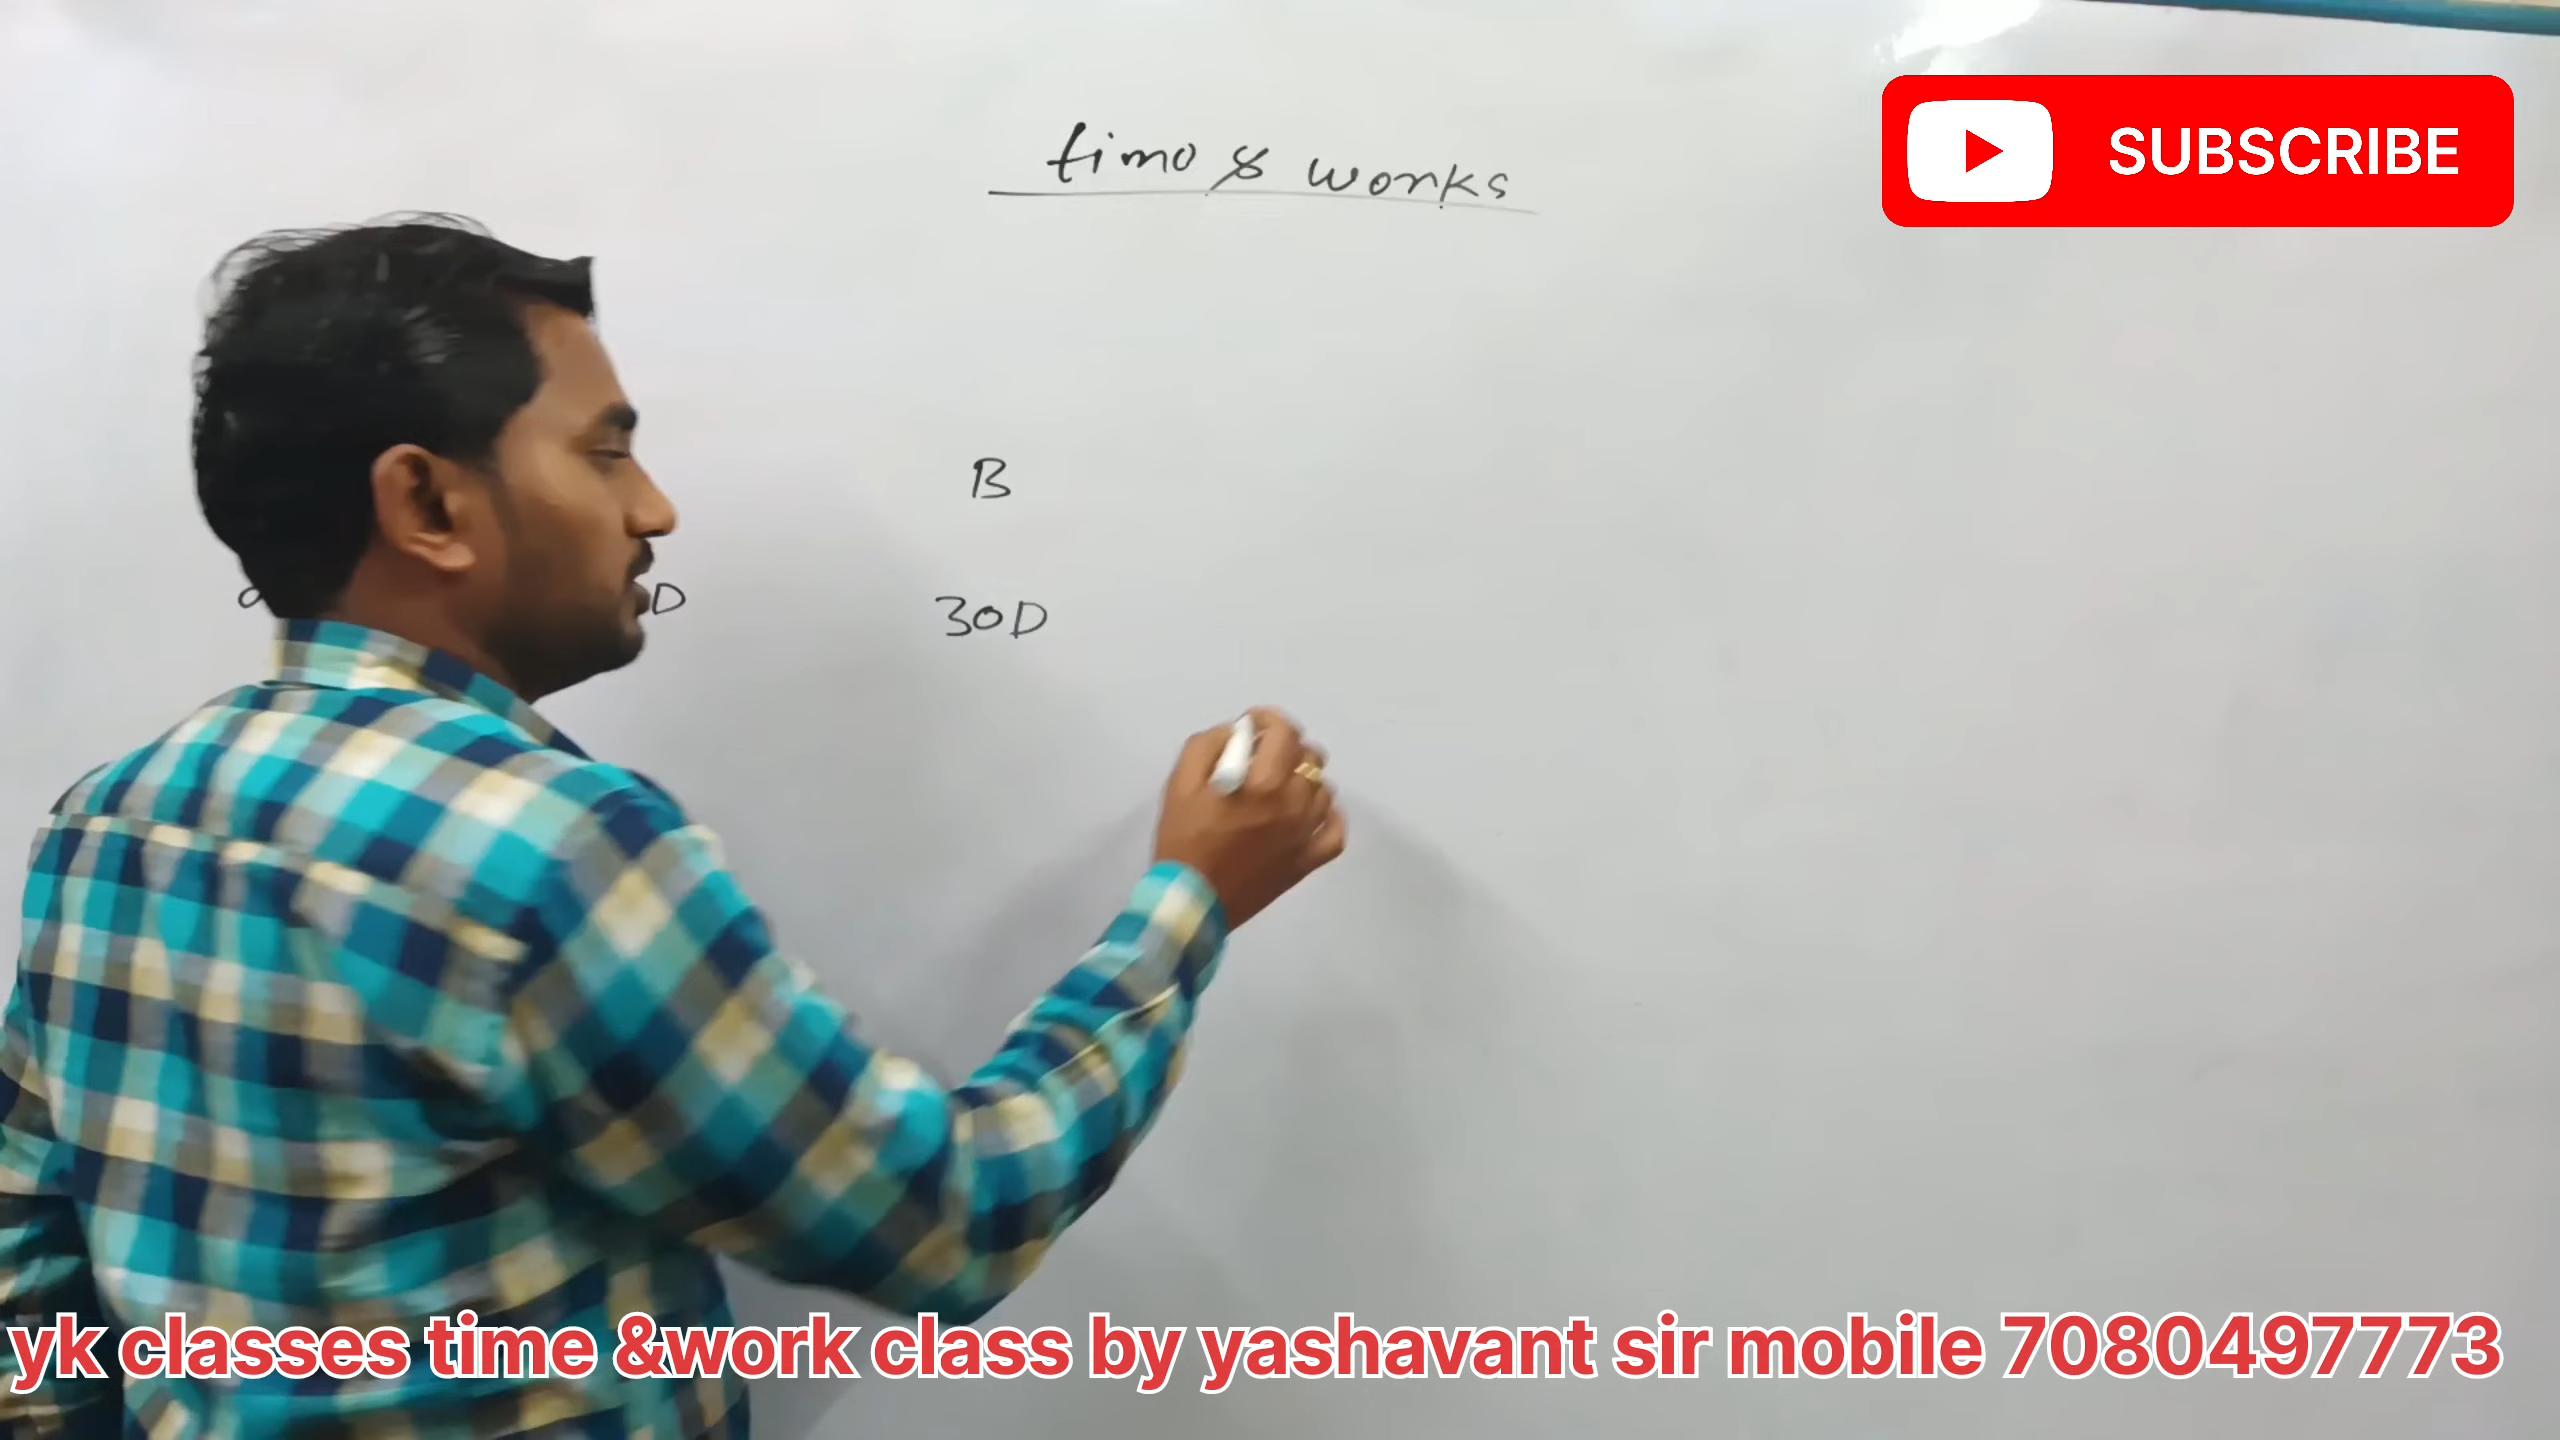 SUBSCRIBE
timo & works
B
D
30D
yk classes time &work class by yashavant sir mobile 7080497773